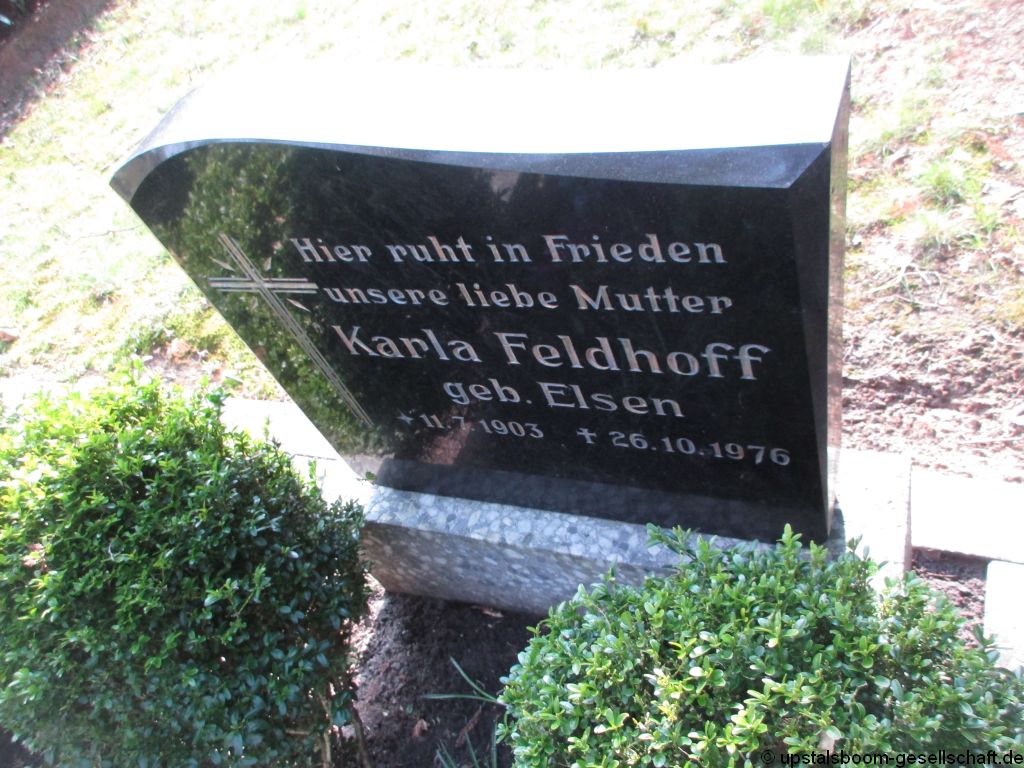 Hier ruht in Frieden
unsere liebe Mutter
Karla Feldhoff
geb. Elsen
* 11.7.1903 ✝ 26.10.1976
© upstalsboom-gesellschaft.de